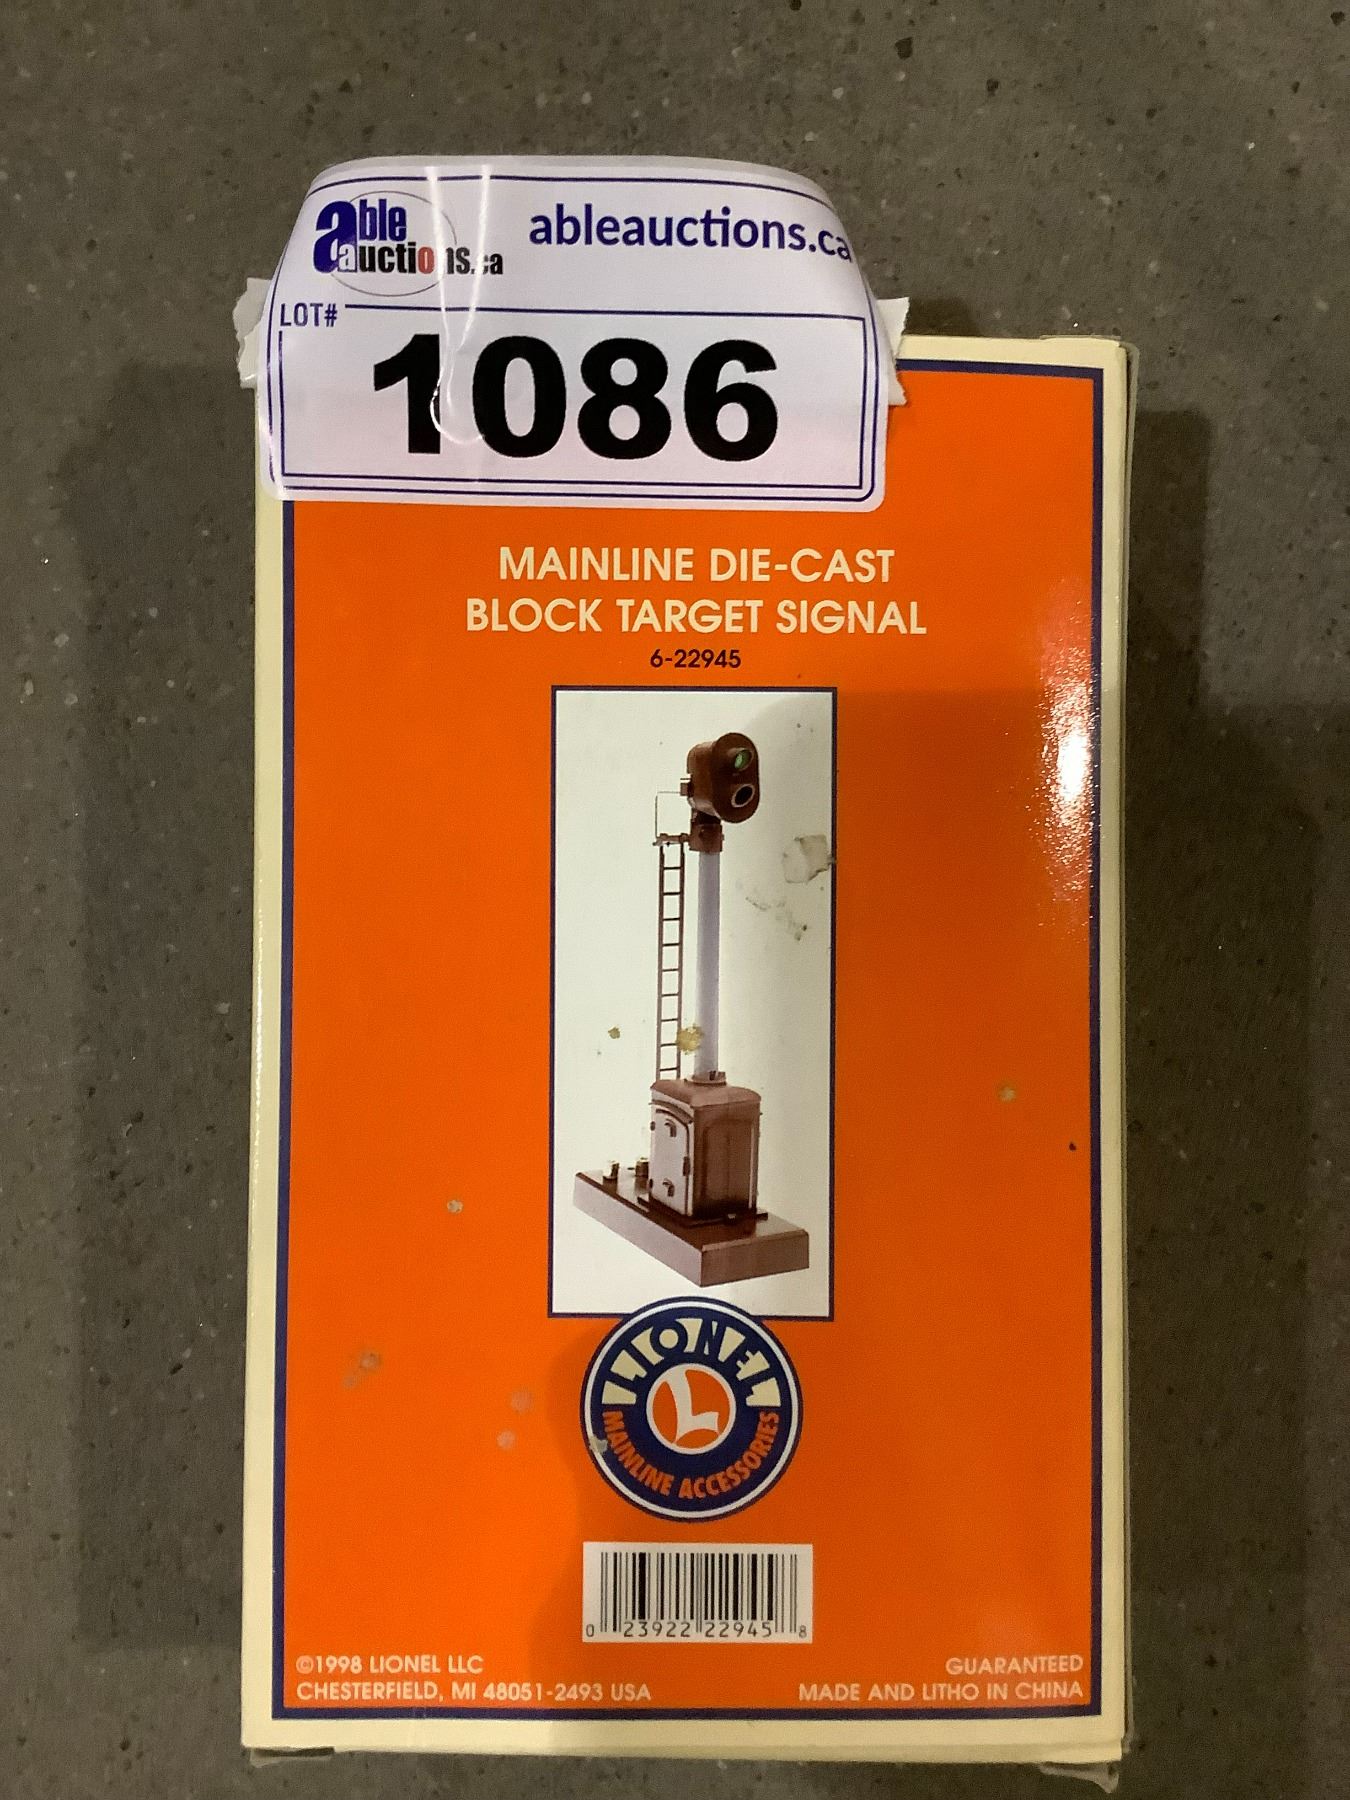 able
auctions.ca
ableauctions.ca
LOT#
1086
MAINLINE DIE-CAST
BLOCK TARGET SIGNAL
6-22945
LIONEL
L
MAINLINE ACCESSORIES
0 23922 22945 8
©1998 LIONEL LLC
CHESTERFIELD, MI 48051-2493 USA
GUARANTEED
MADE AND LITHO IN CHINA